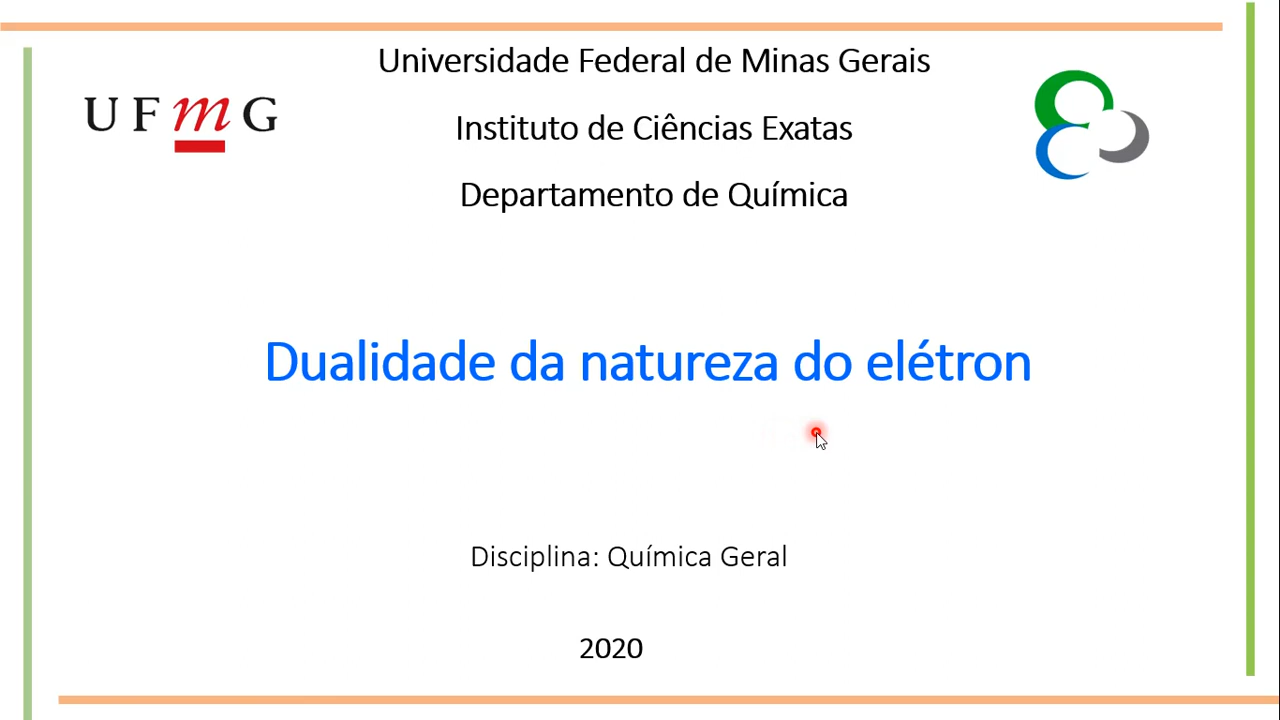 Universidade Federal de Minas Gerais
UFmG
Instituto de Ciências Exatas
Departamento de Química
Dualidade da natureza do elétron
Disciplina: Química Geral
2020